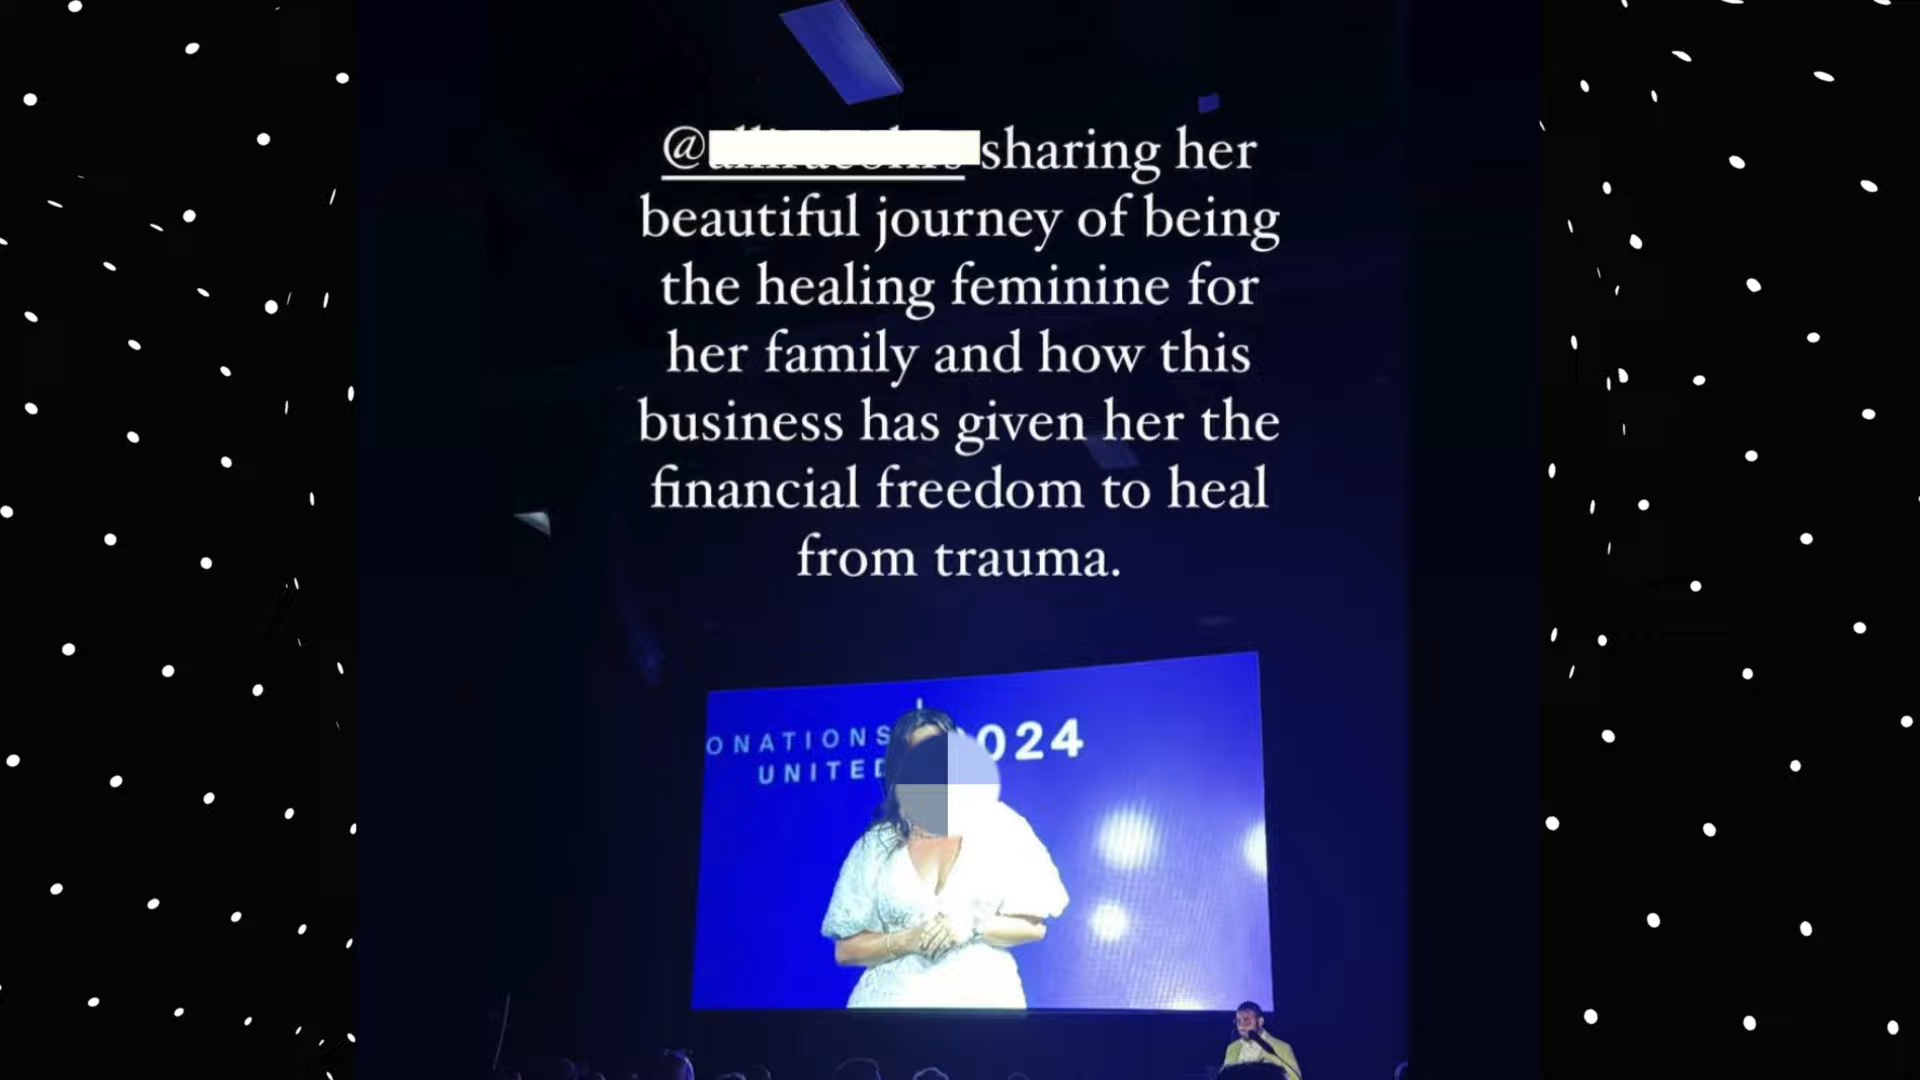 @ sharing her
beautiful journey of being
the healing feminine for
her family and how this
business has given her the
financial freedom to heal
from trauma.
ONATIONS
UNITED
024